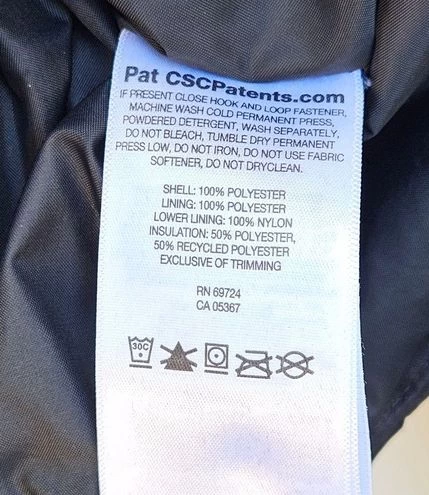 Pat CSCPatents.com
IF PRESENT CLOSE HOOK AND LOOP FASTENER,
MACHINE WASH COLD PERMANENT PRESS,
POWDERED DETERGENT, WASH SEPARATELY,
DO NOT BLEACH, TUMBLE DRY PERMANENT
PRESS LOW, DO NOT IRON, DO NOT USE FABRIC
SOFTENER, DO NOT DRYCLEAN.
SHELL: 100% POLYESTER
LINING: 100% POLYESTER
LOWER LINING: 100% NYLON
INSULATION: 50% POLYESTER,
50% RECYCLED POLYESTER
EXCLUSIVE OF TRIMMING
RN 69724
CA 05367
30C